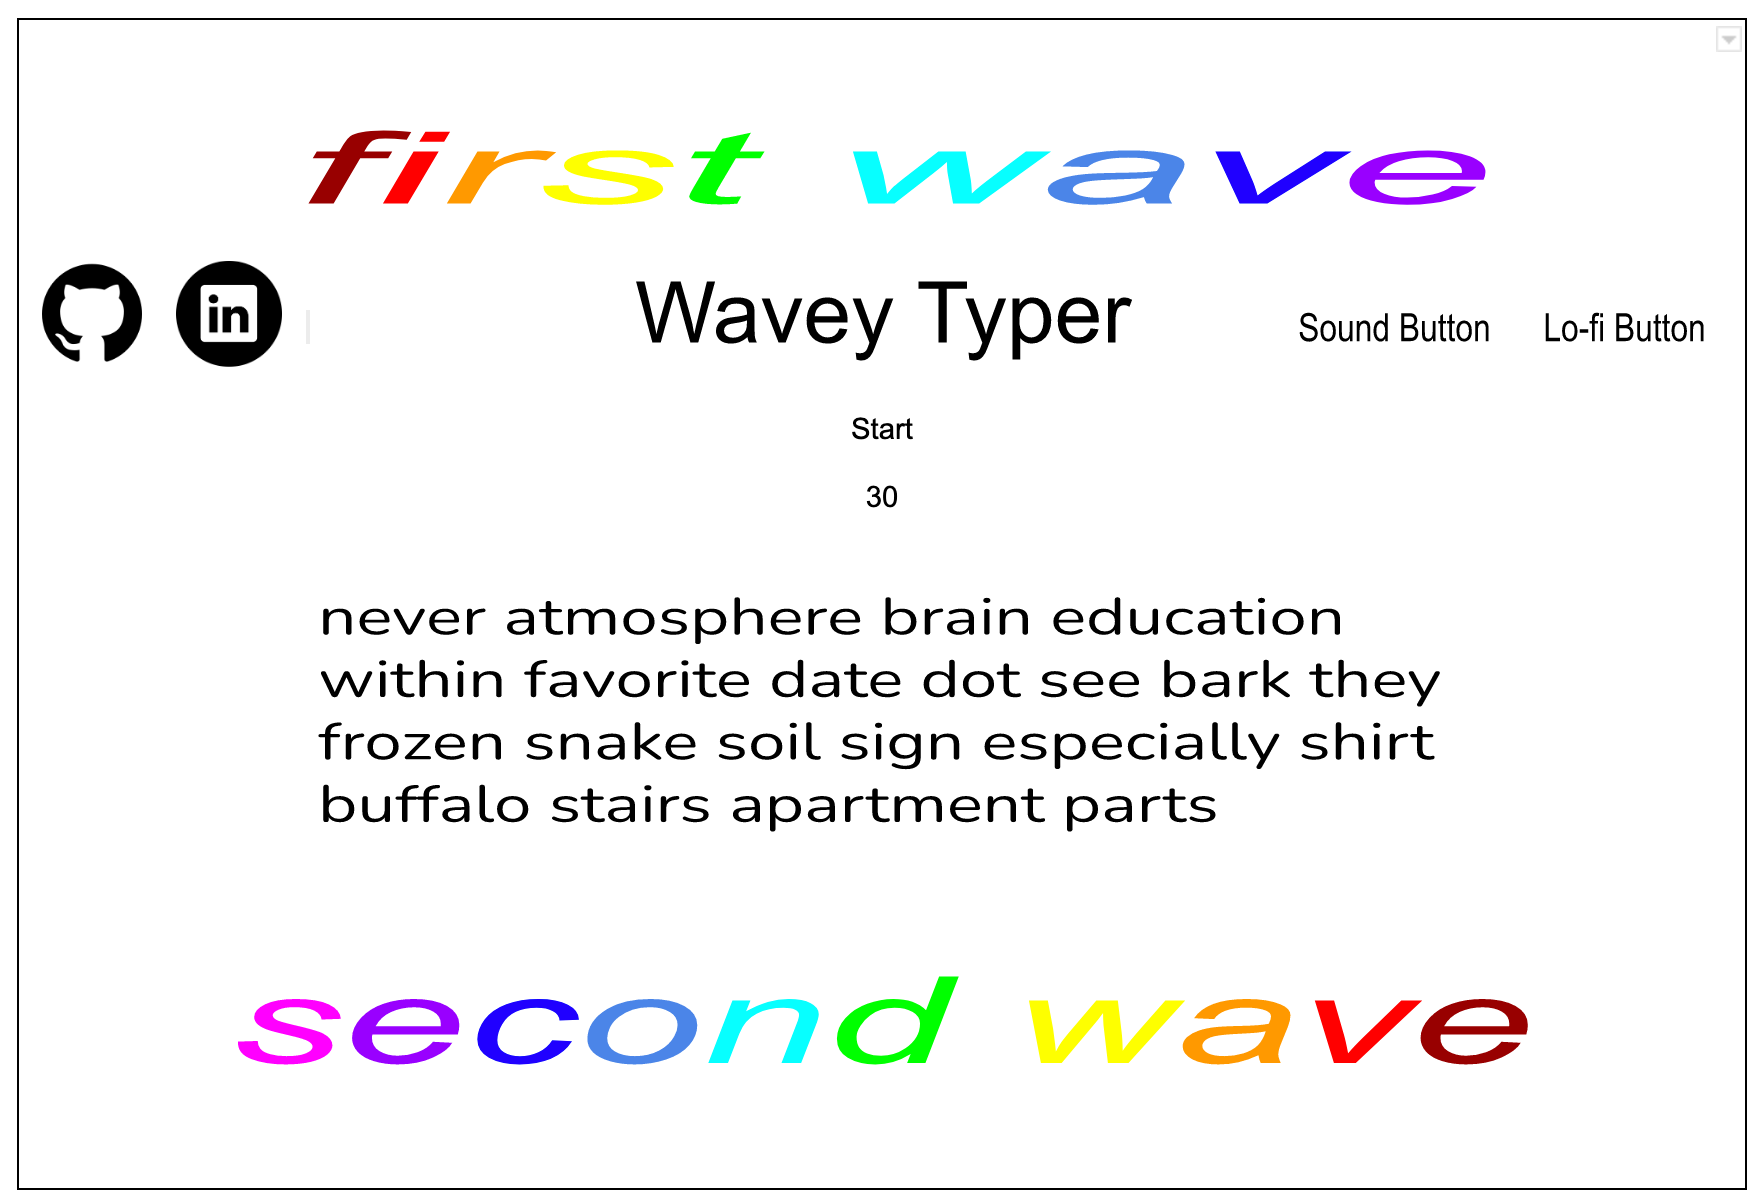 first wave
in
Wavey Typer
Sound Button Lo-fi Button
Start
30
never atmosphere brain education
within favorite date dot see bark they
frozen snake soil sign especially shirt
buffalo stairs apartment parts
second wave